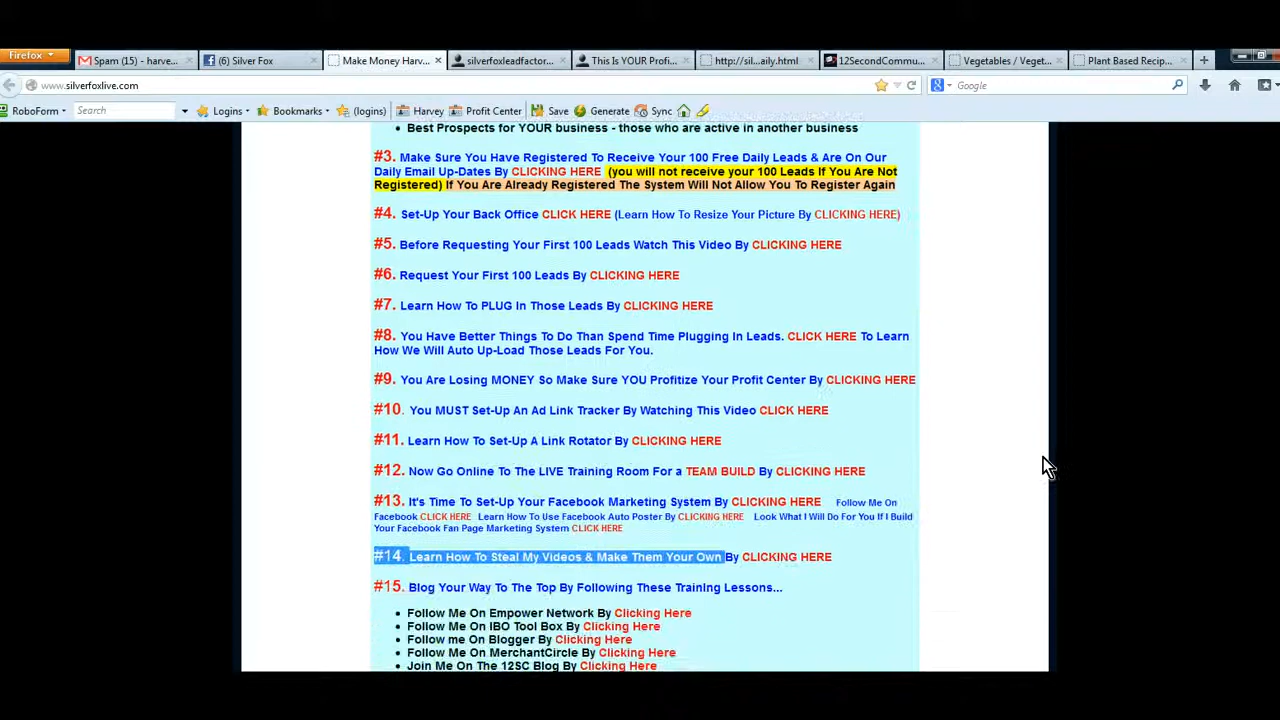 Firefox
Spam (15) - harve...
(6) Silver Fox
Make Money Harv...
silverfoxleadfactor...
This Is YOUR Profi...
http://sil...aily.html
12SecondCommu...
Vegetables / Veget...
Plant Based Recip...
www.silverfoxlive.com
Google
RoboForm
Search
Logins
Bookmarks
(logins)
Harvey
Profit Center
Save
Generate
Sync
• Best Prospects for YOUR business - those who are active in another business
#3. Make Sure You Have Registered To Receive Your 100 Free Daily Leads & Are On Our
Daily Email Up-Dates By CLICKING HERE (you will not receive your 100 Leads If You Are Not
Registered) If You Are Already Registered The System Will Not Allow You To Register Again
#4. Set-Up Your Back Office CLICK HERE (Learn How To Resize Your Picture By CLICKING HERE)
#5. Before Requesting Your First 100 Leads Watch This Video By CLICKING HERE
#6. Request Your First 100 Leads By CLICKING HERE
#7. Learn How To PLUG In Those Leads By CLICKING HERE
#8. You Have Better Things To Do Than Spend Time Plugging In Leads. CLICK HERE To Learn
How We Will Auto Up-Load Those Leads For You.
#9. You Are Losing MONEY So Make Sure YOU Profitize Your Profit Center By CLICKING HERE
#10. You MUST Set-Up An Ad Link Tracker By Watching This Video CLICK HERE
#11. Learn How To Set-Up A Link Rotator By CLICKING HERE
#12. Now Go Online To The LIVE Training Room For a TEAM BUILD By CLICKING HERE
#13. It's Time To Set-Up Your Facebook Marketing System By CLICKING HERE Follow Me On
Facebook CLICK HERE Learn How To Use Facebook Auto Poster By CLICKING HERE Look What I Will Do For You If I Build
Your Facebook Fan Page Marketing System CLICK HERE
#14. Learn How To Steal My Videos & Make Them Your Own By CLICKING HERE
#15. Blog Your Way To The Top By Following These Training Lessons...
• Follow Me On Empower Network By Clicking Here
• Follow Me On IBO Tool Box By Clicking Here
• Follow me On Blogger By Clicking Here
• Follow Me On MerchantCircle By Clicking Here
• Join Me On The 12SC Blog By Clicking Here